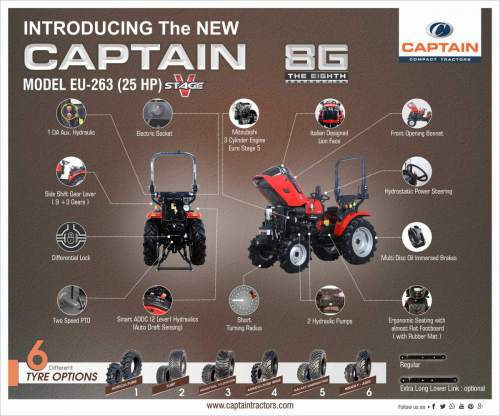 INTRODUCING The NEW
CAPTAIN
MODEL EU-263 (25 HP) STAGE V
8G
THE EIGHTH
GENERATION
C
CAPTAIN
COMPACT TRACTORS
1 DA Aux. Hydraulic
Electric Socket
Mitsubishi
3 Cylinder Engine
Euro Stage 5
Italian Designed
Lion Face
Front Opening Bonnet
Side Shift Gear Lever
( 9 + 3 Gears )
Hydrostatic Power Steering
Differential Lock
Multi Disc Oil Immersed Brakes
Two Speed PTO
Smart ADDC (2 Lever) Hydraulics
(Auto Draft Sensing)
Short
Turning Radius
2 Hydraulic Pumps
Ergonomic Seating with
almost Flat Footboard
( with Rubber Mat )
6 Different
TYRE OPTIONS
1
2
TURF
3
4
5
6
Regular
Extra Long Lower Link : optional
www.captaintractors.com
Follow us on :